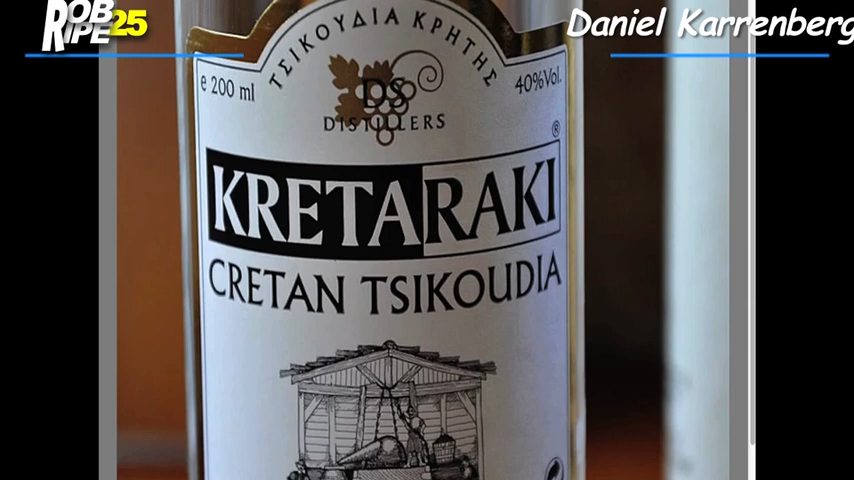 ROB
RIPE25
Daniel Karrenberg
ΤΣΙΚΟΥΔΙΑ ΚΡΗΤΗΣ
e 200 ml
40%Vol.
DS
DISTILLERS
®
KRETARAKI
CRETAN TSIKOUDIA